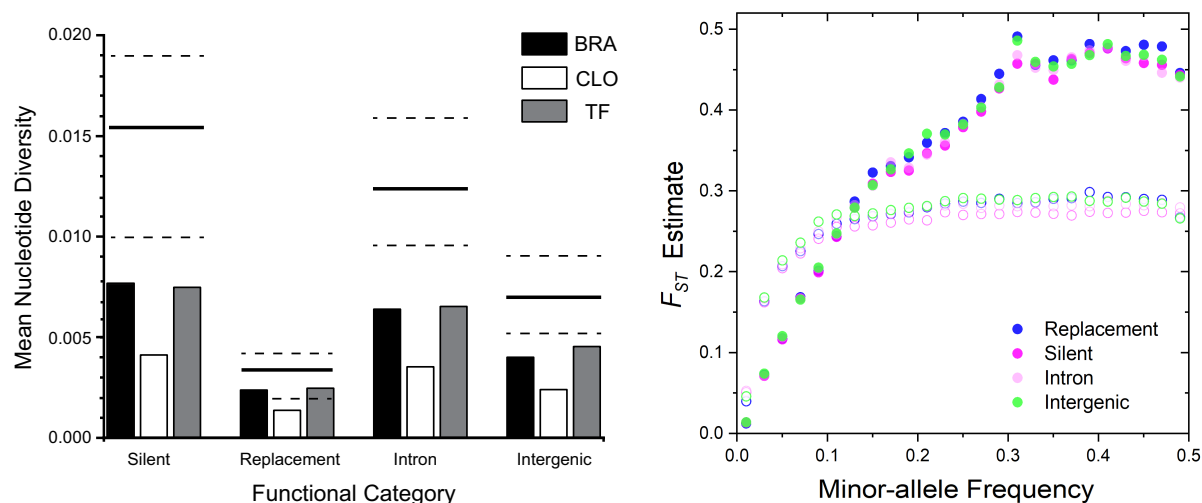 0.020
0.015
0.010
0.005
0.000
Mean Nucleotide Diversity
BRA
CLO
TF
Silent
Replacement
Intron
Intergenic
Functional Category
0.5
0.4
0.3
0.2
0.1
0.0
F_ST Estimate
Replacement
Silent
Intron
Intergenic
0.0
0.1
0.2
0.3
0.4
0.5
Minor-allele Frequency